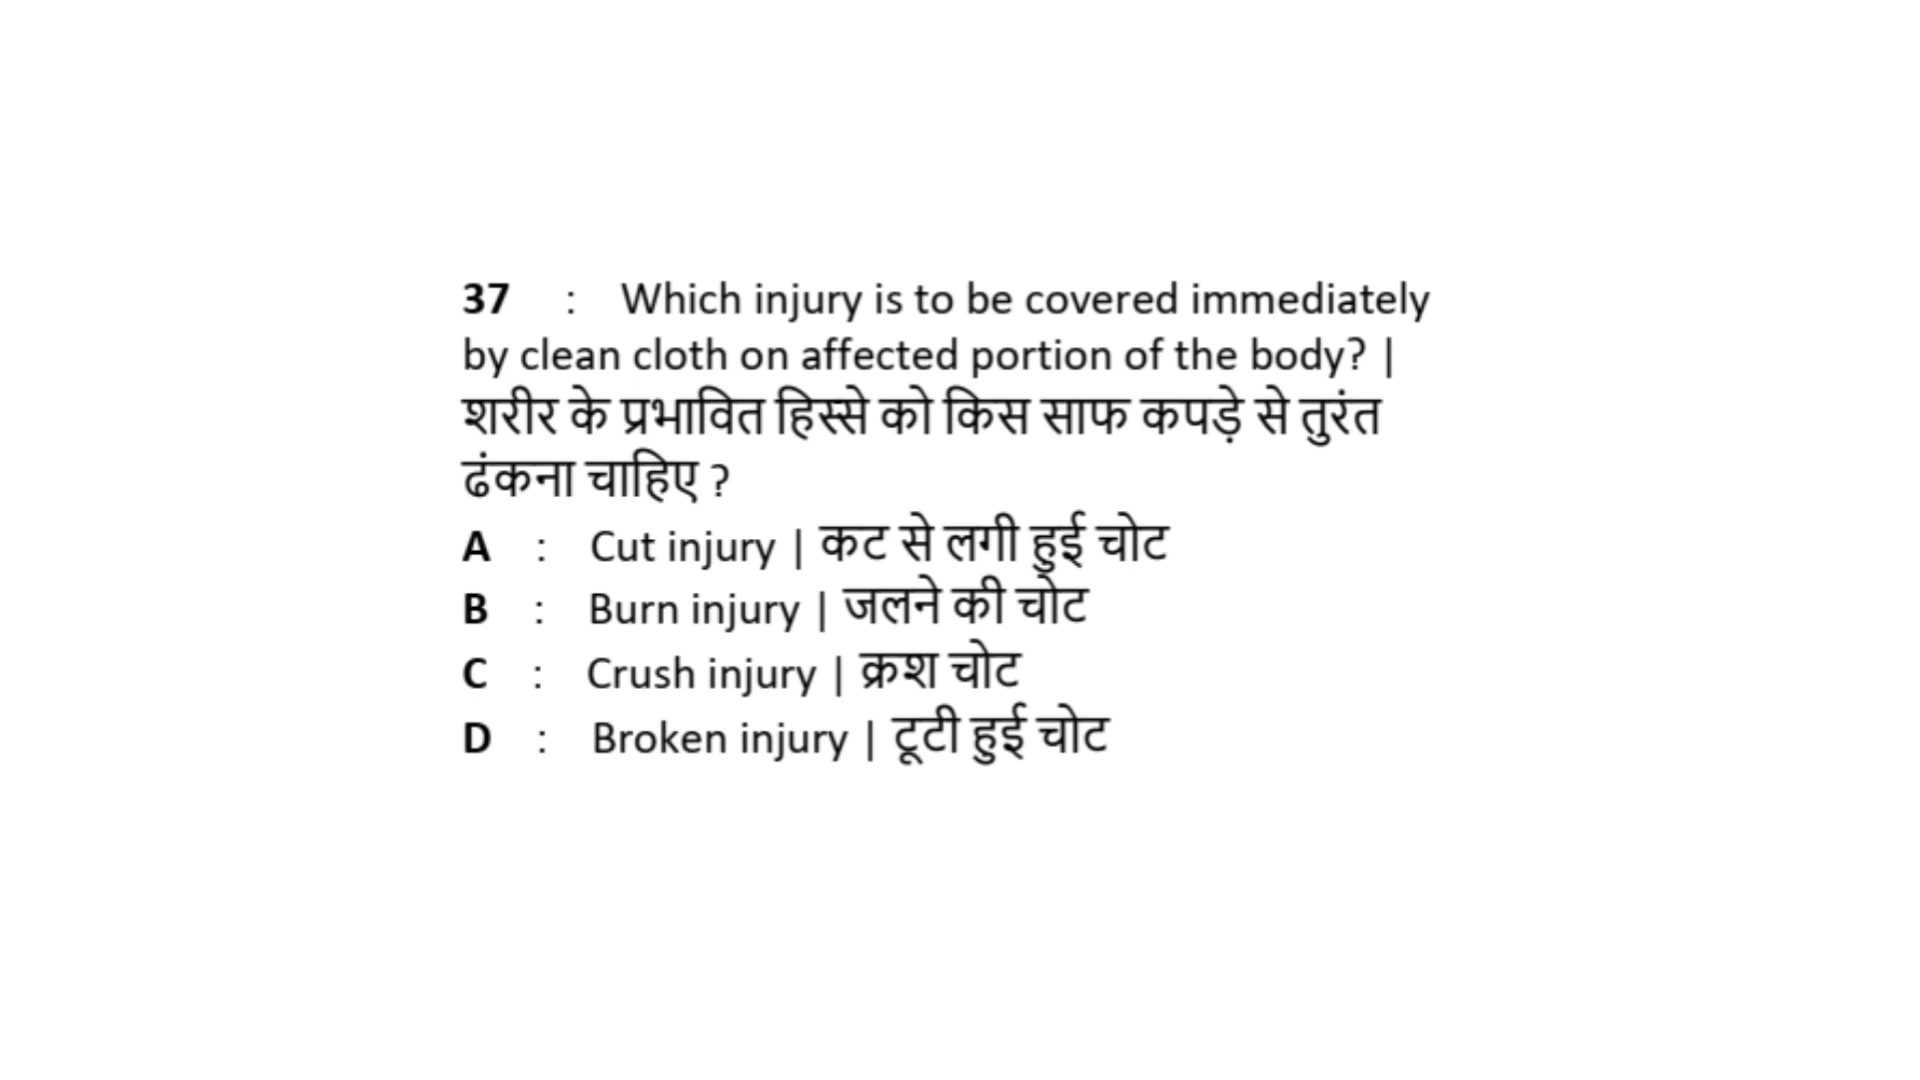 37 : Which injury is to be covered immediately
by clean cloth on affected portion of the body? |
शरीर के प्रभावित हिस्से को किस साफ कपड़े से तुरंत
ढंकना चाहिए ?
A : Cut injury | कट से लगी हुई चोट
B : Burn injury | जलने की चोट
C : Crush injury | क्रश चोट
D : Broken injury | टूटी हुई चोट